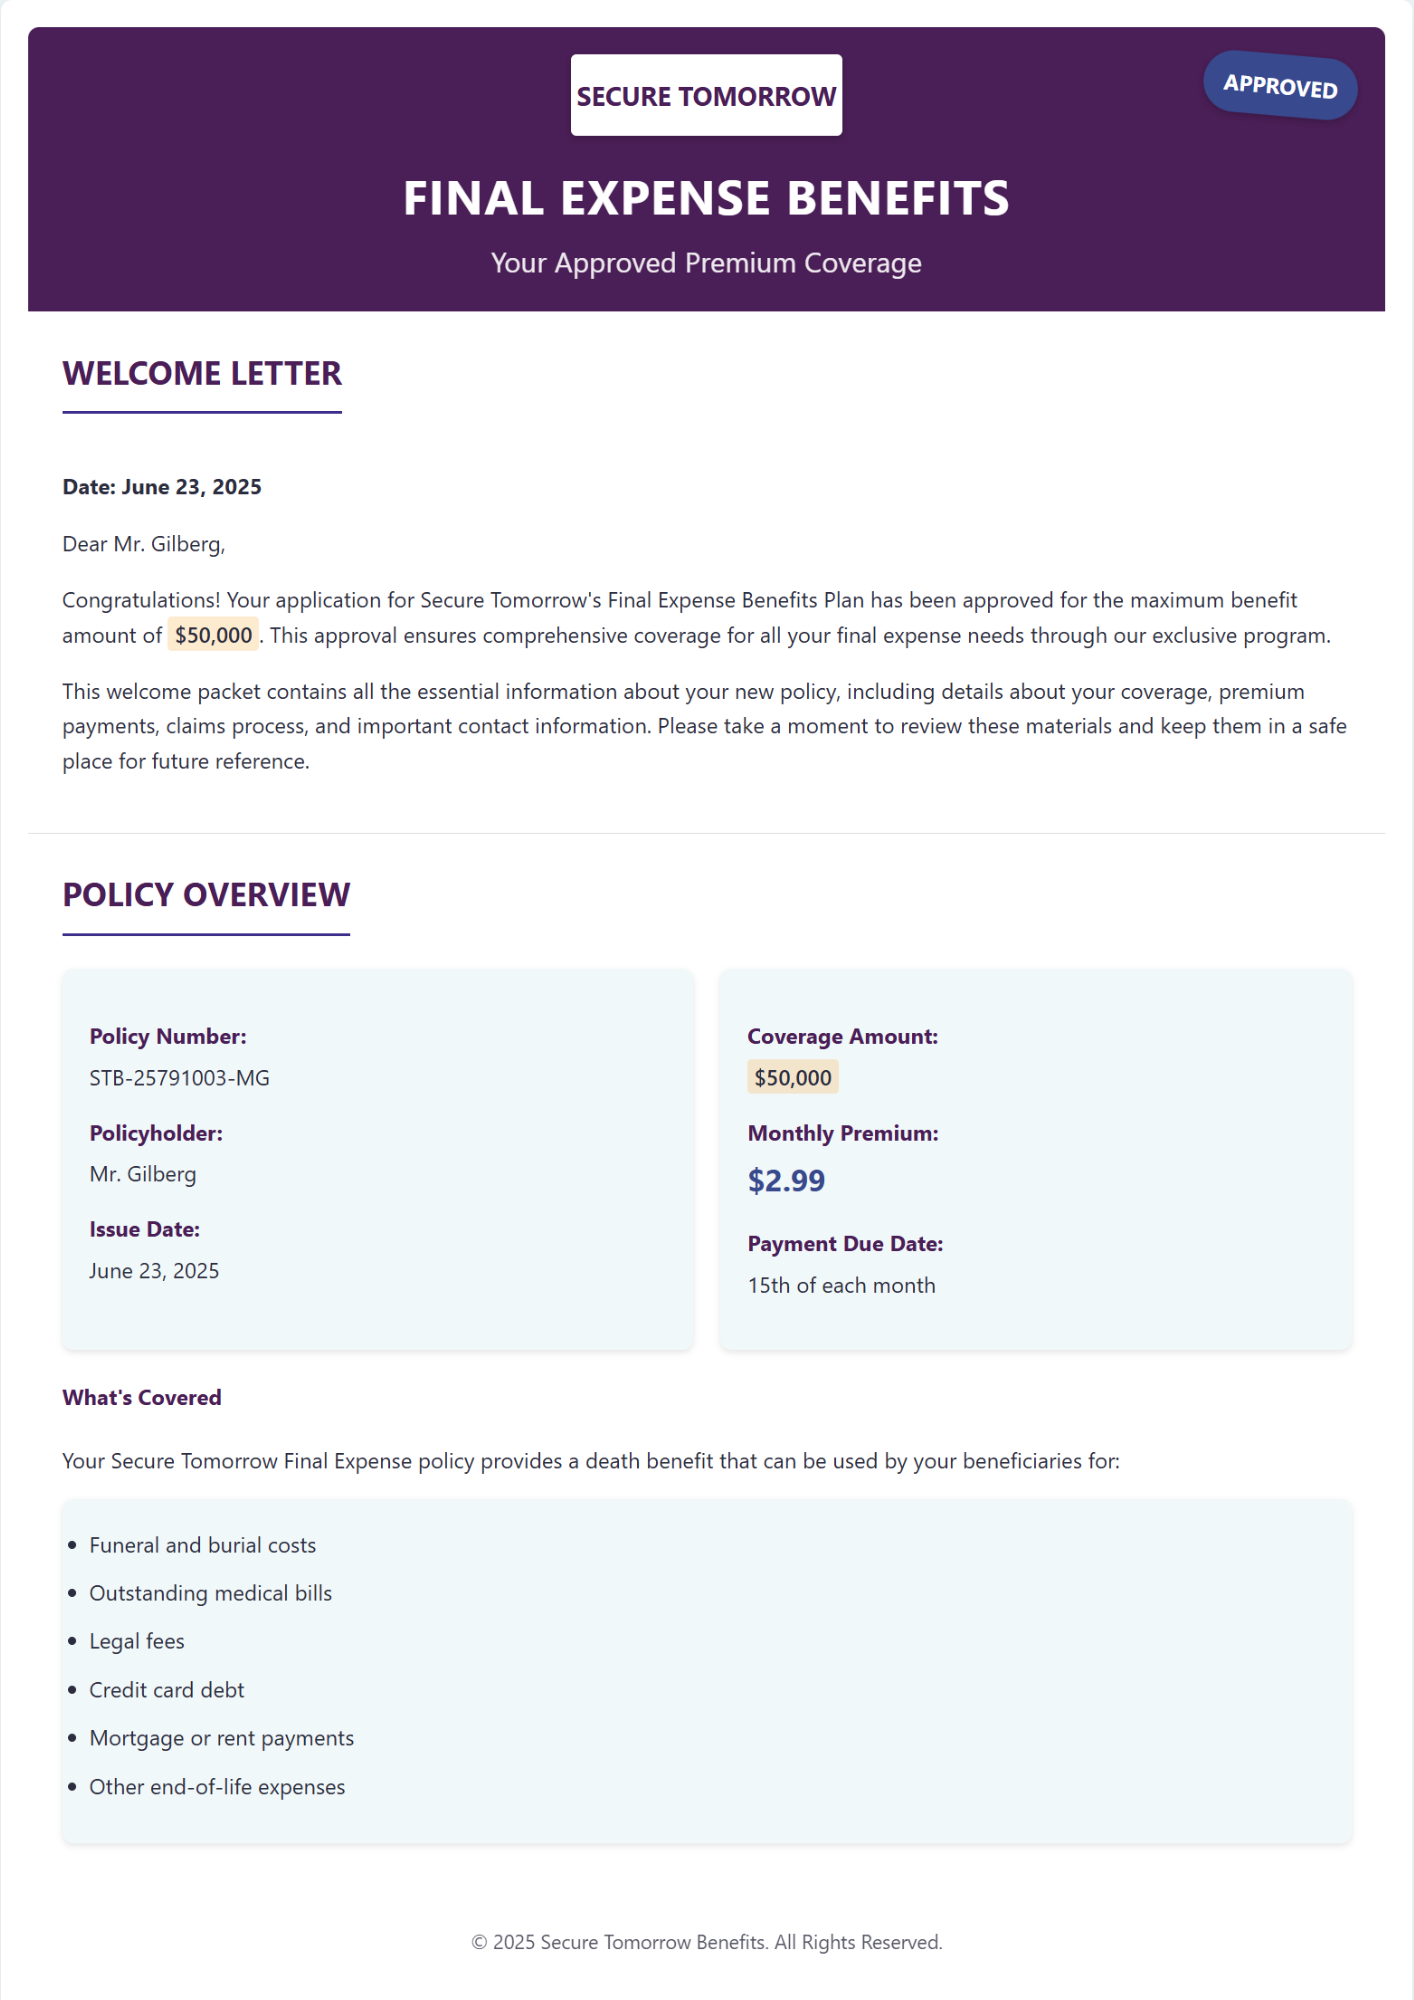 SECURE TOMORROW
APPROVED
FINAL EXPENSE BENEFITS
Your Approved Premium Coverage
WELCOME LETTER
Date: June 23, 2025
Dear Mr. Gilberg,
Congratulations! Your application for Secure Tomorrow's Final Expense Benefits Plan has been approved for the maximum benefit
amount of $50,000. This approval ensures comprehensive coverage for all your final expense needs through our exclusive program.
This welcome packet contains all the essential information about your new policy, including details about your coverage, premium
payments, claims process, and important contact information. Please take a moment to review these materials and keep them in a safe
place for future reference.
POLICY OVERVIEW
Policy Number:
STB-25791003-MG
Policyholder:
Mr. Gilberg
Issue Date:
June 23, 2025
Coverage Amount:
$50,000
Monthly Premium:
$2.99
Payment Due Date:
15th of each month
What's Covered
Your Secure Tomorrow Final Expense policy provides a death benefit that can be used by your beneficiaries for:
• Funeral and burial costs
• Outstanding medical bills
• Legal fees
• Credit card debt
• Mortgage or rent payments
• Other end-of-life expenses
© 2025 Secure Tomorrow Benefits. All Rights Reserved.